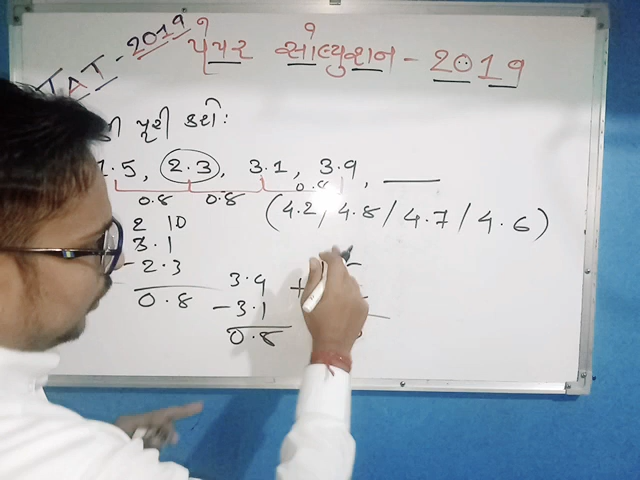 TAT-2019
પેપર સોલ્યુશન - 2019
પૂરી કરો:
1.5, 2.3, 3.1, 3.9, ____
0.8 0.8 0.8
(4.2 / 4.8 / 4.7 / 4.6)
2 10
3.1
- 2.3
0.8
3.9
- 3.1
0.8
+